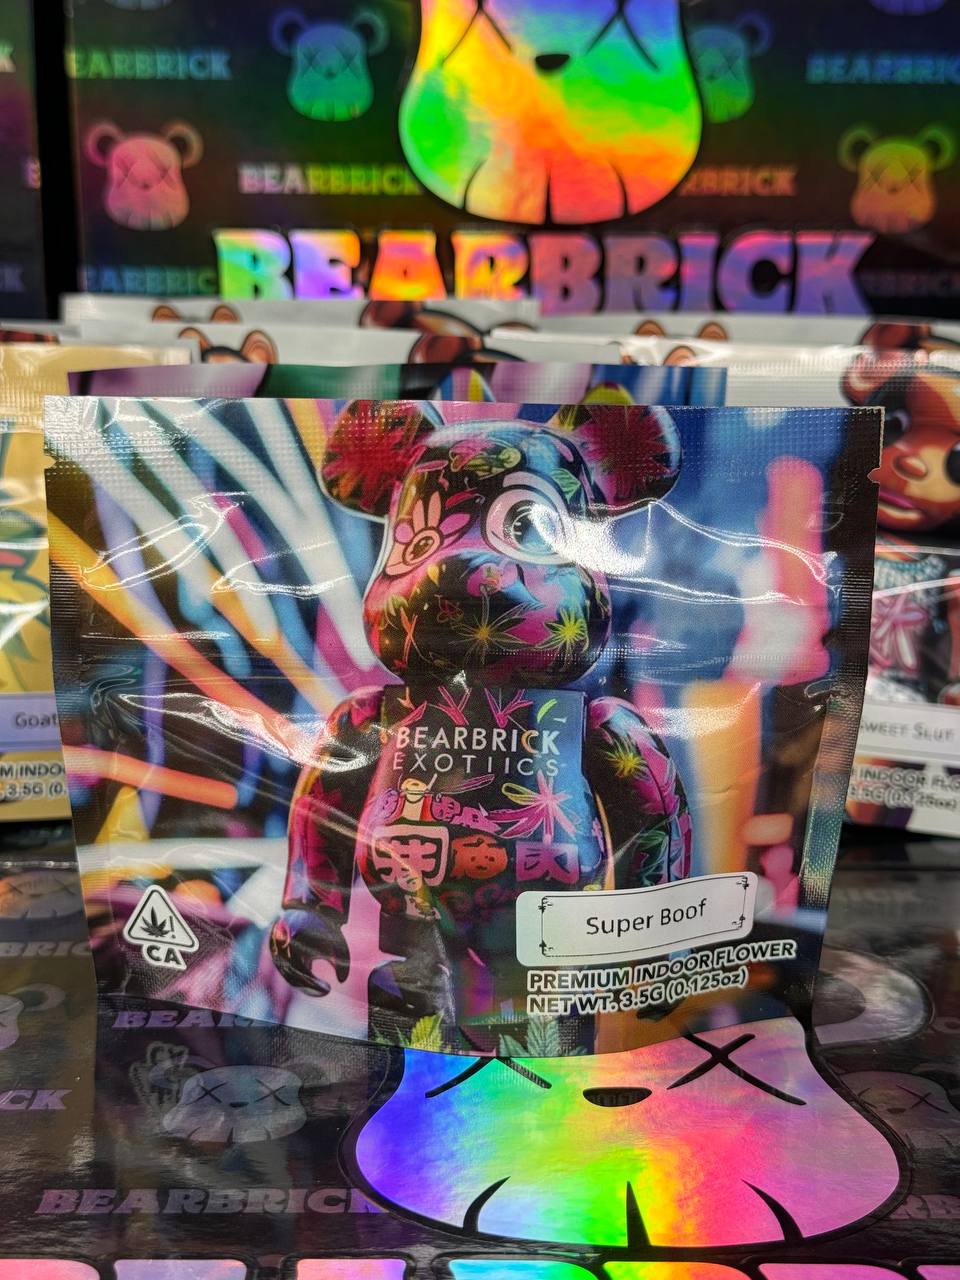 BEARBRICK
BEARBRICK
BEARBRICK
BEARBRICK
BEARBRICK
BEARBRICK
EXOTIICS
CA
Super Boof
PREMIUM INDOOR FLOWER
NET WT. 3.5G (0.125oz)
Goat
BEARBRICK